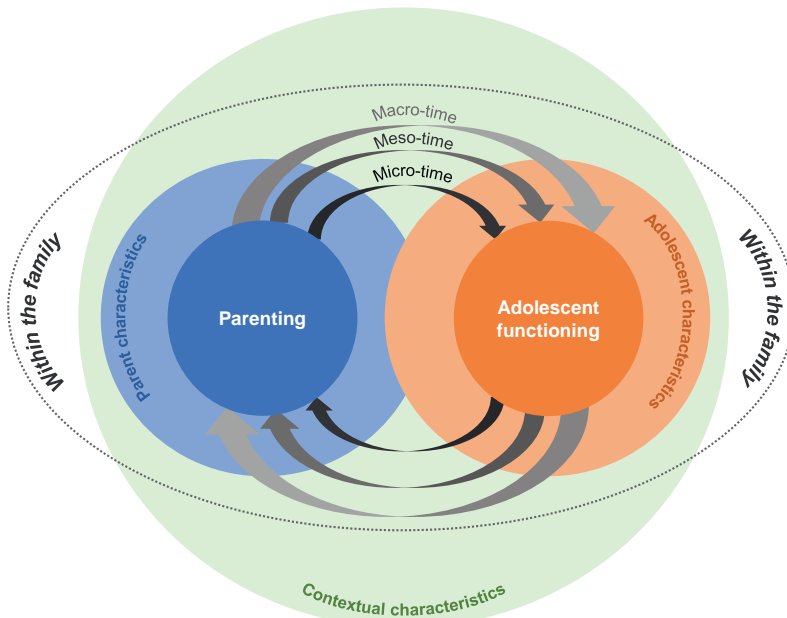 Macro-time
Meso-time
Micro-time
Within the family
Parent characteristics
Parenting
Adolescent
functioning
Adolescent characteristics
Within the family
Contextual characteristics